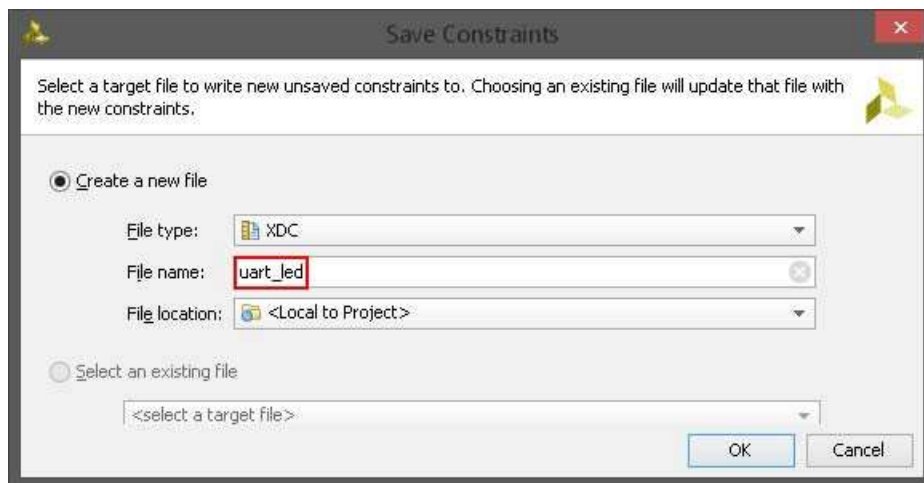 Save Constraints
Select a target file to write new unsaved constraints to. Choosing an existing file will update that file with
the new constraints.
Create a new file
File type: XDC
File name: uart_led
File location: <Local to Project>
Select an existing file
<select a target file>
OK Cancel